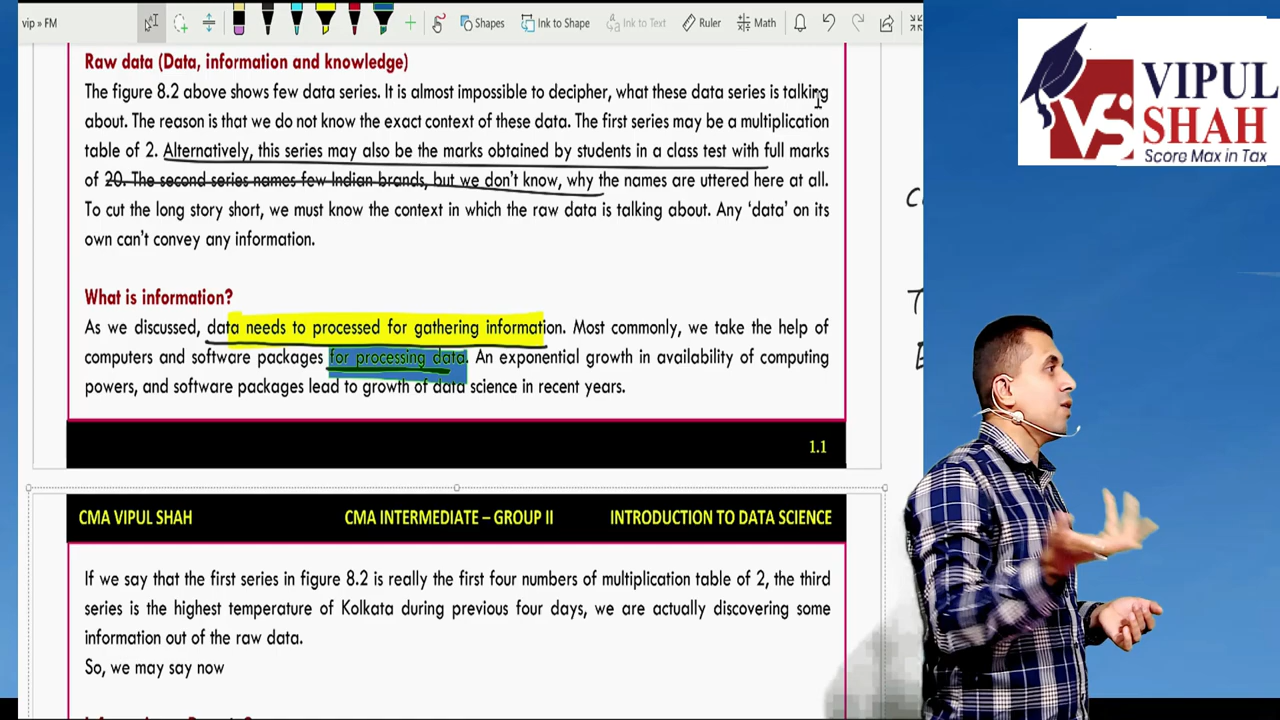 vip » FM
Shapes
Ink to Shape
Ink to Text
Ruler
Math
VIPUL
SHAH
Score Max in Tax
Raw data (Data, information and knowledge)
The figure 8.2 above shows few data series. It is almost impossible to decipher, what these data series is talking
about. The reason is that we do not know the exact context of these data. The first series may be a multiplication
table of 2. Alternatively, this series may also be the marks obtained by students in a class test with full marks
of 20. The second series names few Indian brands, but we don't know, why the names are uttered here at all.
To cut the long story short, we must know the context in which the raw data is talking about. Any ‘data’ on its
own can't convey any information.
What is information?
As we discussed, data needs to processed for gathering information. Most commonly, we take the help of
computers and software packages for processing data. An exponential growth in availability of computing
powers, and software packages lead to growth of data science in recent years.
1.1
CMA VIPUL SHAH CMA INTERMEDIATE – GROUP II INTRODUCTION TO DATA SCIENCE
If we say that the first series in figure 8.2 is really the first four numbers of multiplication table of 2, the third
series is the highest temperature of Kolkata during previous four days, we are actually discovering some
information out of the raw data.
So, we may say now